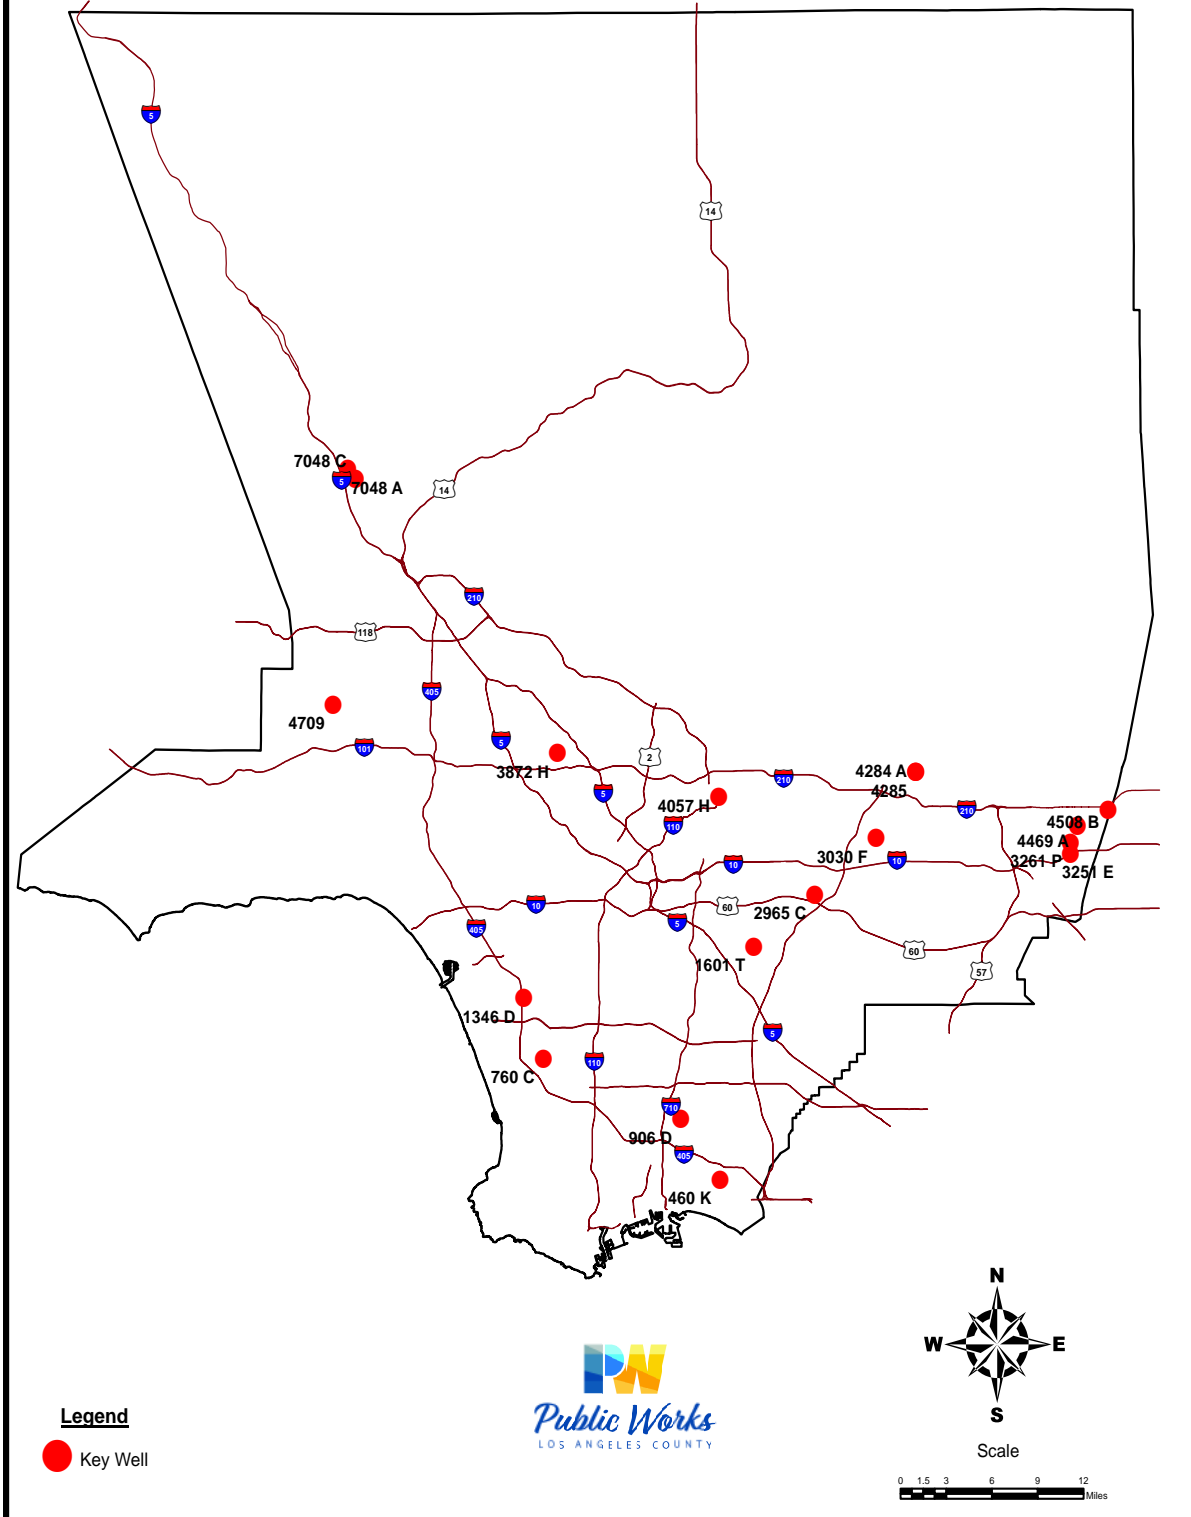 5
14
7048 C
5
7048 A
14
210
118
405
4709
101
5
2
3872 H
210
4284 A
4285
5
4057 H
110
210
4508 B
4469 A
3030 F
10
10
3261 P
3251 E
10
60
2965 C
405
5
60
1601 T
57
1346 D
5
110
760 C
710
906 D
405
460 K
N
W E
S
Scale
0 1.5 3 6 9 12
Miles
PW
Public Works
LOS ANGELES COUNTY
Legend
Key Well